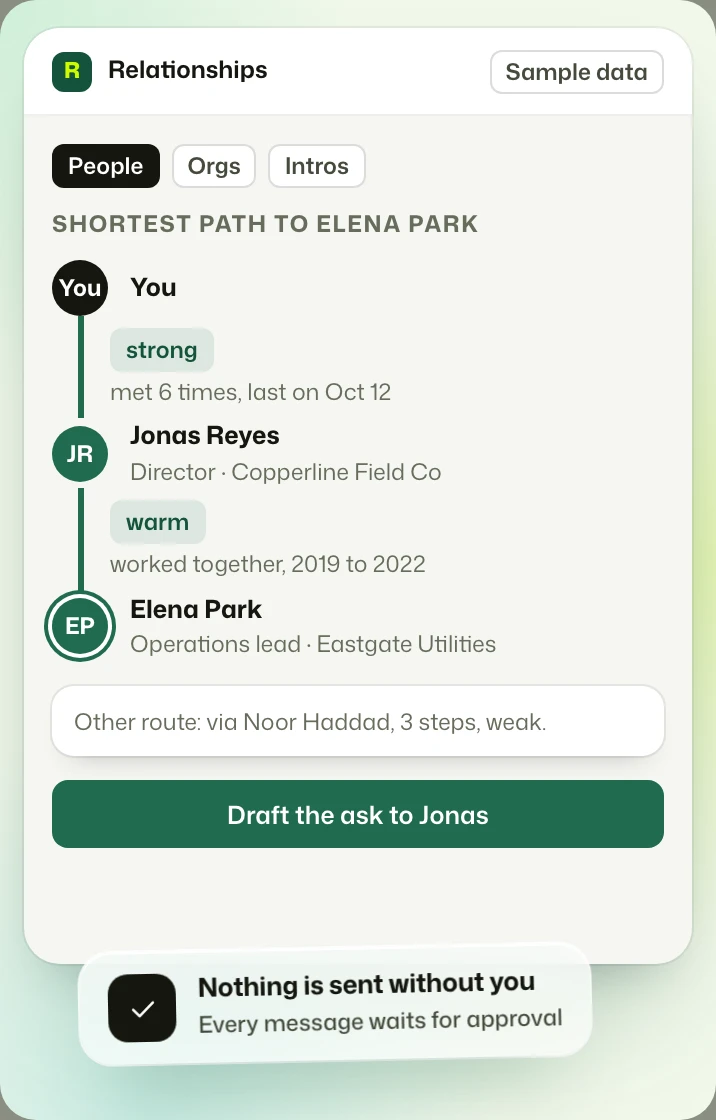 R
Relationships
Sample data
People
Orgs
Intros
SHORTEST PATH TO ELENA PARK
You
You
strong
met 6 times, last on Oct 12
JR
Jonas Reyes
Director · Copperline Field Co
warm
worked together, 2019 to 2022
EP
Elena Park
Operations lead · Eastgate Utilities
Other route: via Noor Haddad, 3 steps, weak.
Draft the ask to Jonas
Nothing is sent without you
Every message waits for approval